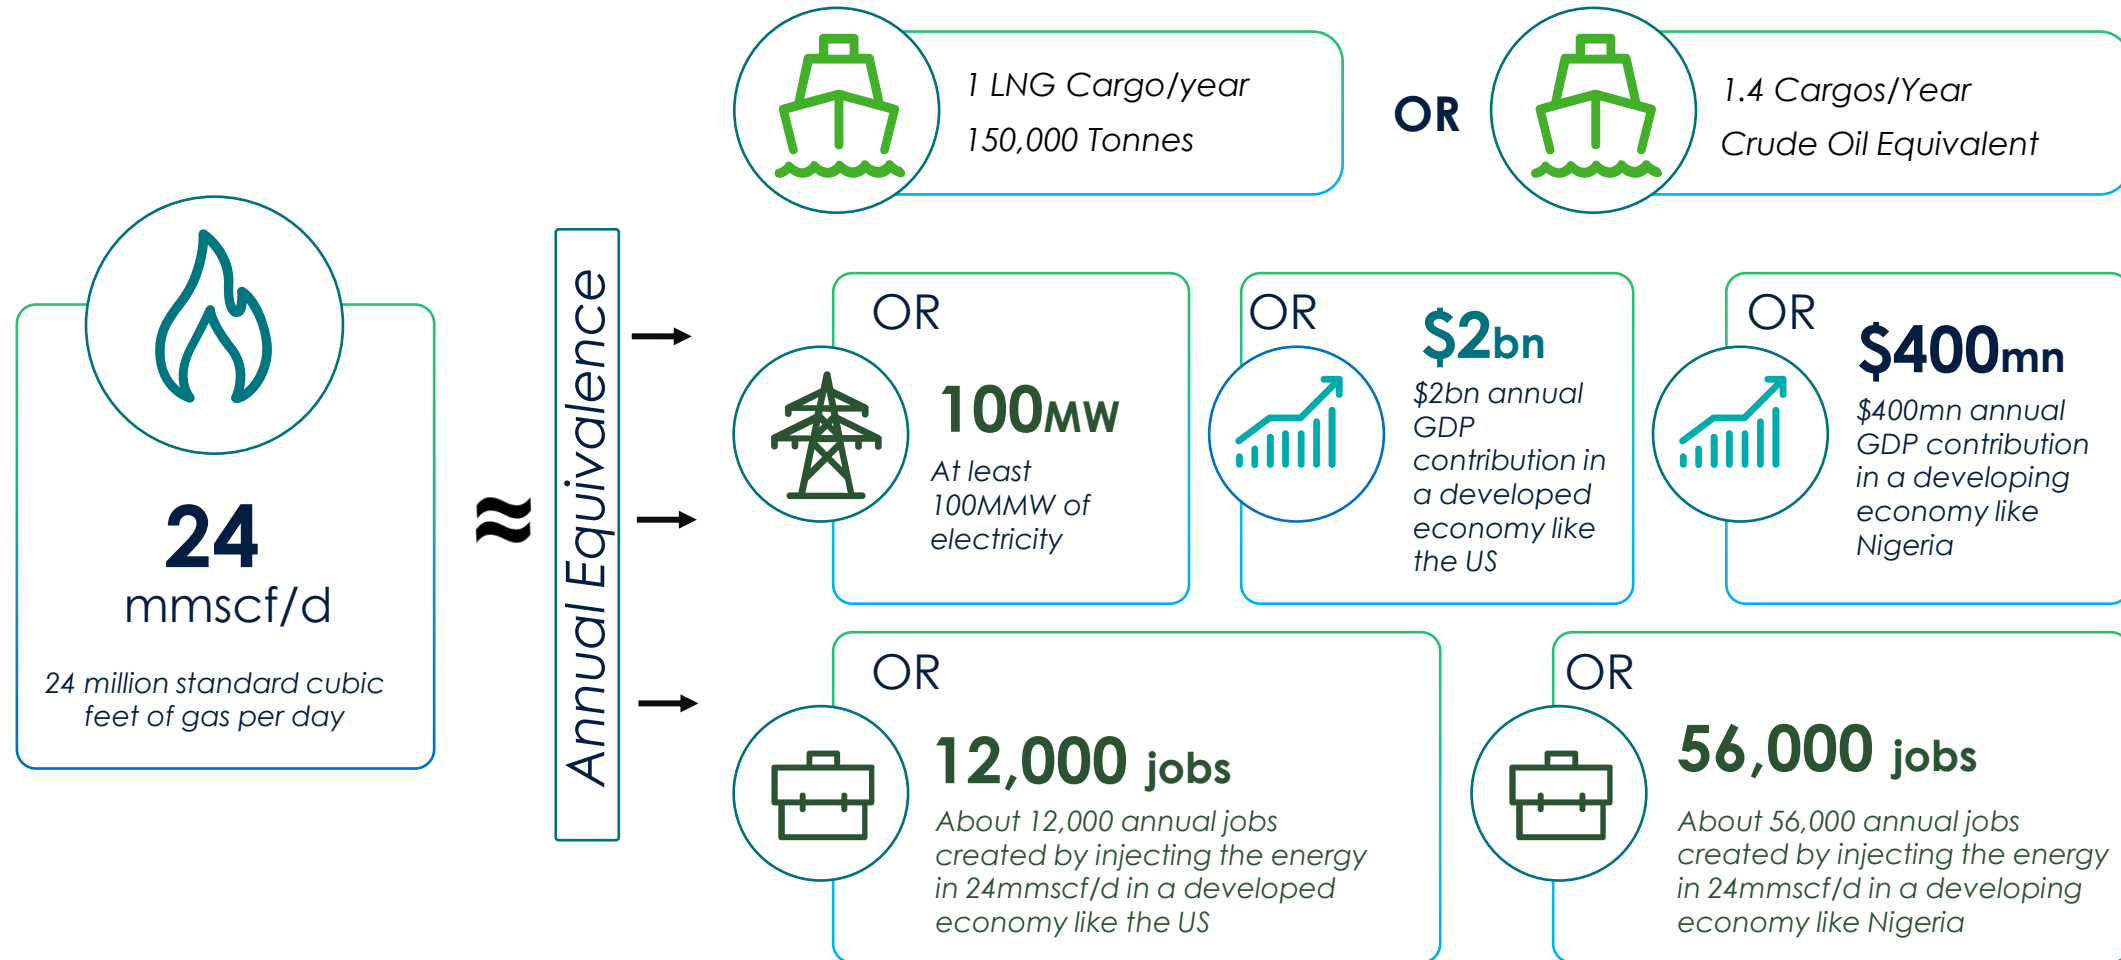 1 LNG Cargo/year
150,000 Tonnes
OR
1.4 Cargos/Year
Crude Oil Equivalent
24
mmscf/d
24 million standard cubic
feet of gas per day
≈
Annual Equivalence
OR
100MW
At least
100MMW of
electricity
OR
$2bn
$2bn annual
GDP
contribution in
a developed
economy like
the US
OR
$400mn
$400mn annual
GDP contribution
in a developing
economy like
Nigeria
OR
12,000 jobs
About 12,000 annual jobs
created by injecting the energy
in 24mmscf/d in a developed
economy like the US
OR
56,000 jobs
About 56,000 annual jobs
created by injecting the energy
in 24mmscf/d in a developing
economy like Nigeria